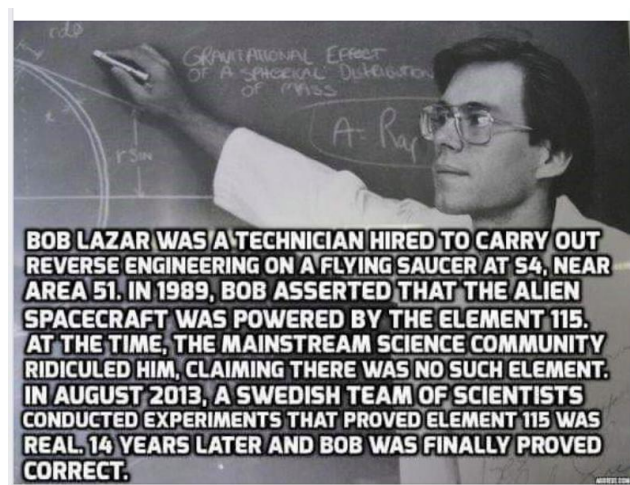 GRAVITATIONAL EFFECT
OF A SPHERICAL DISTRIBUTION
OF MASS
r SIN
BOB LAZAR WAS A TECHNICIAN HIRED TO CARRY OUT
REVERSE ENGINEERING ON A FLYING SAUCER AT S4, NEAR
AREA 51. IN 1989, BOB ASSERTED THAT THE ALIEN
SPACECRAFT WAS POWERED BY THE ELEMENT 115.
AT THE TIME, THE MAINSTREAM SCIENCE COMMUNITY
RIDICULED HIM, CLAIMING THERE WAS NO SUCH ELEMENT.
IN AUGUST 2013, A SWEDISH TEAM OF SCIENTISTS
CONDUCTED EXPERIMENTS THAT PROVED ELEMENT 115 WAS
REAL. 14 YEARS LATER AND BOB WAS FINALLY PROVED
CORRECT.